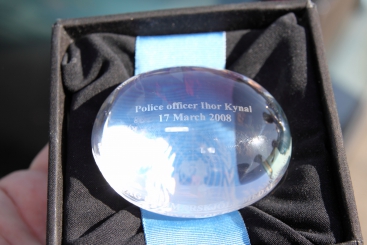 Police officer Ihor Kynal
17 March 2008